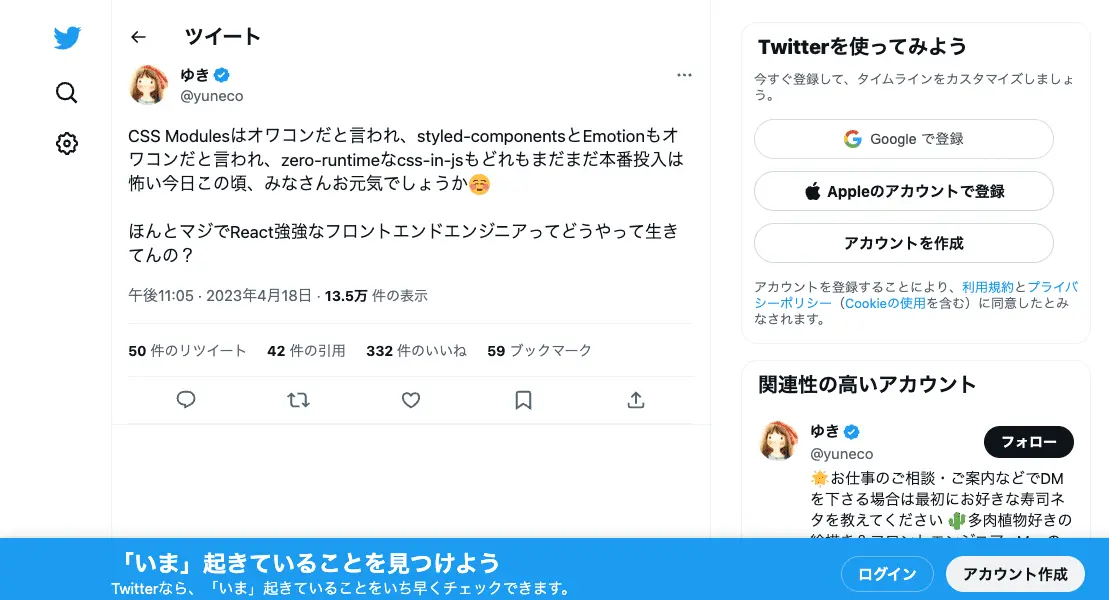 ツイート
ゆき
@yuneco
CSS Modulesはオワコンだと言われ、styled-componentsとEmotionもオ
ワコンだと言われ、zero-runtimeなcss-in-jsもどれもまだまだ本番投入は
怖い今日この頃、みなさんお元気でしょうか☺️
ほんとマジでReact強強なフロントエンドエンジニアってどうやって生き
てんの？
午後11:05 · 2023年4月18日 · 13.5万 件の表示
50 件のリツイート 42 件の引用 332 件のいいね 59 ブックマーク
Twitterを使ってみよう
今すぐ登録して、タイムラインをカスタマイズしましょ
う。
Google で登録
Appleのアカウントで登録
アカウントを作成
アカウントを登録することにより、利用規約とプライバ
シーポリシー（Cookieの使用を含む）に同意したとみ
なされます。
関連性の高いアカウント
ゆき
@yuneco
フォロー
🌟お仕事のご相談・ご案内などでDM
を下さる場合は最初にお好きな寿司ネ
タを教えてください 🌵多肉植物好きの
「いま」起きていることを見つけよう
Twitterなら、「いま」起きていることをいち早くチェックできます。
ログイン
アカウント作成